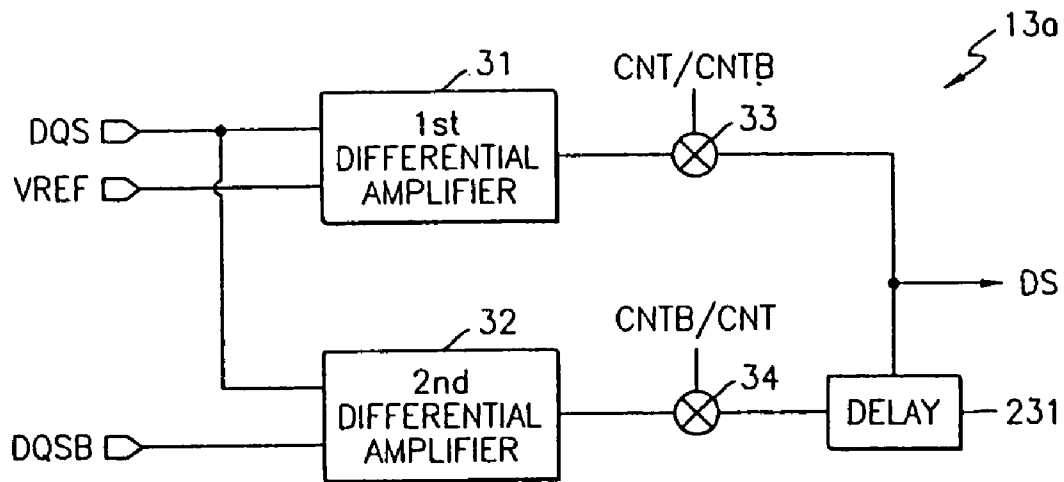 13a
31
CNT/CNTB
33
DQS
1st
DIFFERENTIAL
AMPLIFIER
VREF
DS
32
CNTB/CNT
34
2nd
DIFFERENTIAL
AMPLIFIER
DELAY
231
DQSB